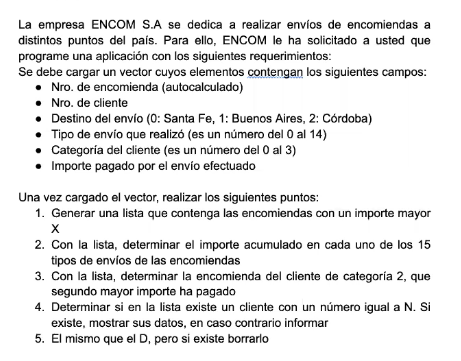 La empresa ENCOM S.A se dedica a realizar envíos de encomiendas a
distintos puntos del país. Para ello, ENCOM le ha solicitado a usted que
programe una aplicación con los siguientes requerimientos:
Se debe cargar un vector cuyos elementos contengan los siguientes campos:
● Nro. de encomienda (autocalculado)
● Nro. de cliente
● Destino del envío (0: Santa Fe, 1: Buenos Aires, 2: Córdoba)
● Tipo de envío que realizó (es un número del 0 al 14)
● Categoría del cliente (es un número del 0 al 3)
● Importe pagado por el envío efectuado
Una vez cargado el vector, realizar los siguientes puntos:
1. Generar una lista que contenga las encomiendas con un importe mayor
X
2. Con la lista, determinar el importe acumulado en cada uno de los 15
tipos de envíos de las encomiendas
3. Con la lista, determinar la encomienda del cliente de categoría 2, que
segundo mayor importe ha pagado
4. Determinar si en la lista existe un cliente con un número igual a N. Si
existe, mostrar sus datos, en caso contrario informar
5. El mismo que el D, pero si existe borrarlo